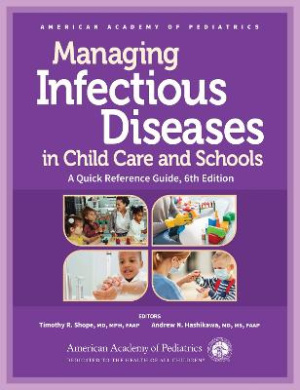 AMERICAN ACADEMY OF PEDIATRICS
Managing
Infectious
Diseases
in Child Care and Schools
A Quick Reference Guide, 6th Edition
EDITORS
Timothy R. Shope, MD, MPH, FAAP Andrew N. Hashikawa, MD, MS, FAAP
American Academy of Pediatrics
DEDICATED TO THE HEALTH OF ALL CHILDREN®